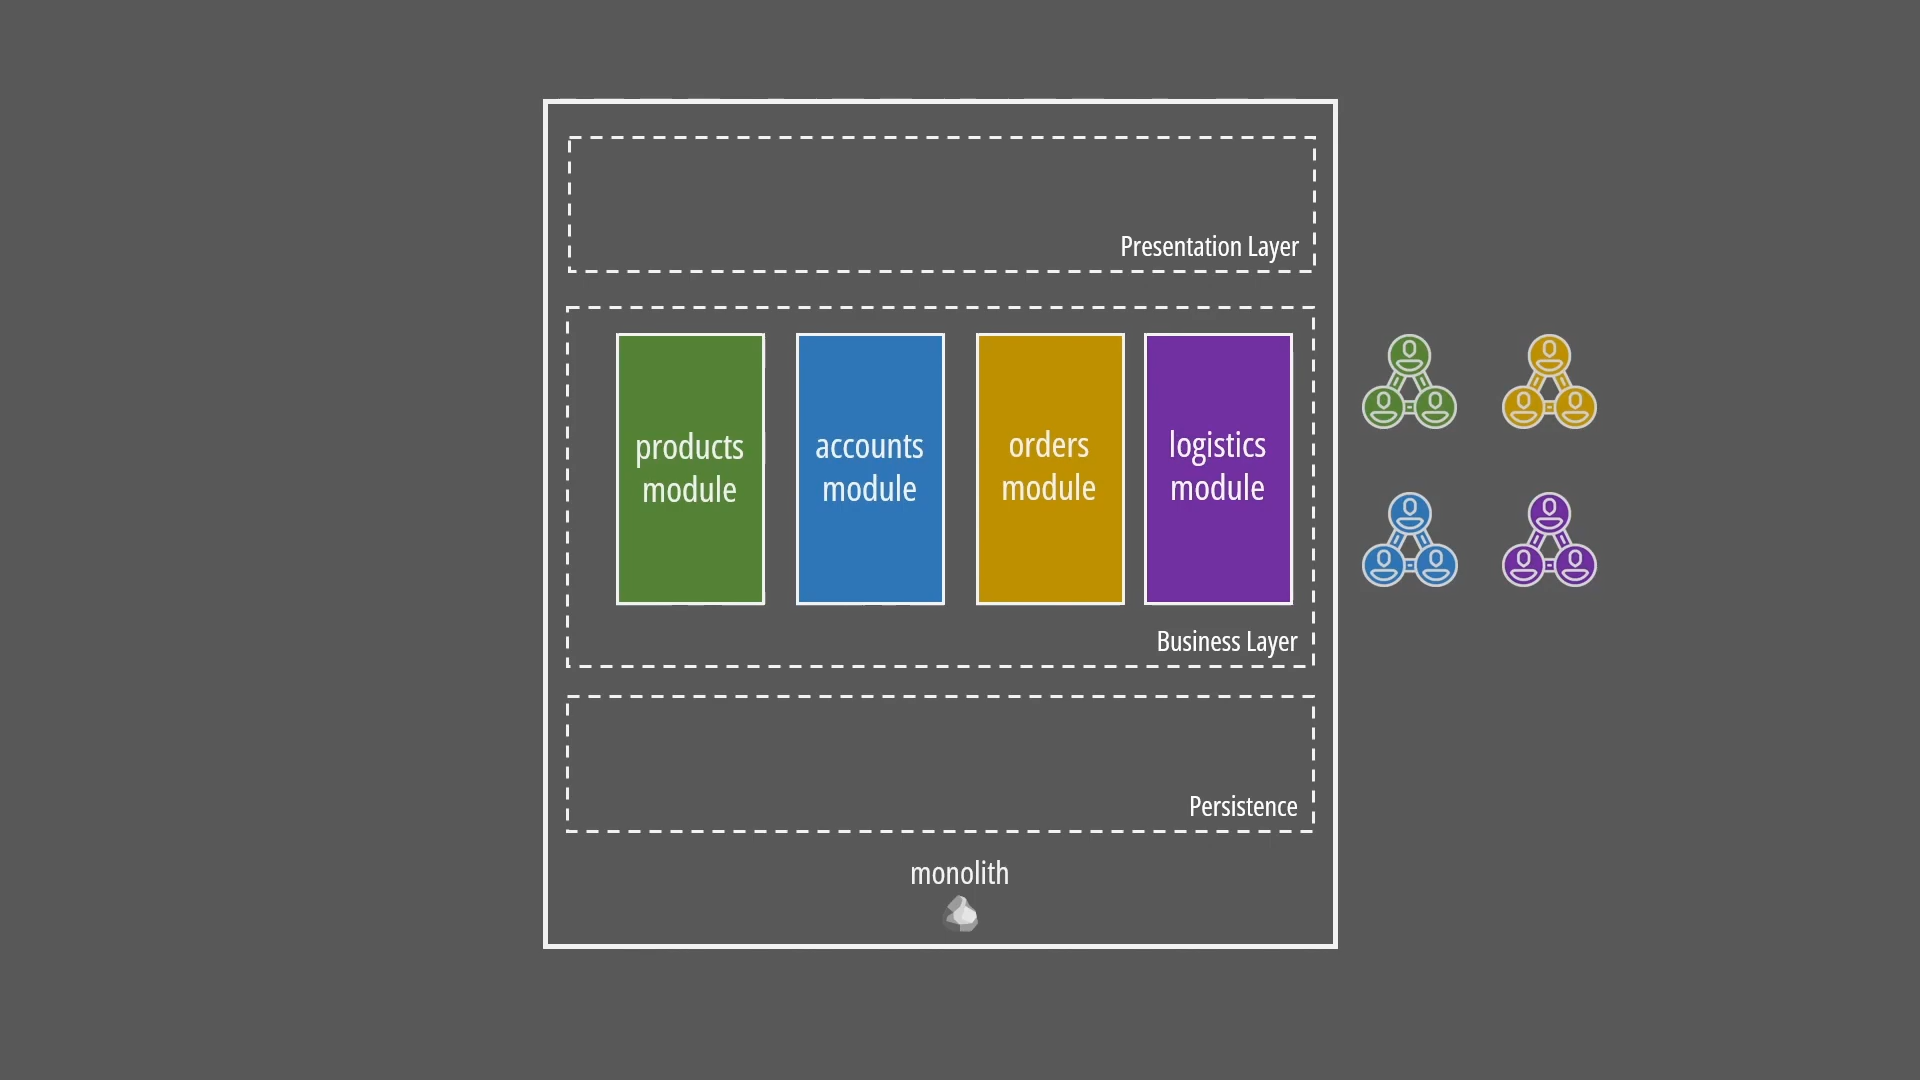 Presentation Layer
products
module
accounts
module
orders
module
logistics
module
Business Layer
Persistence
monolith